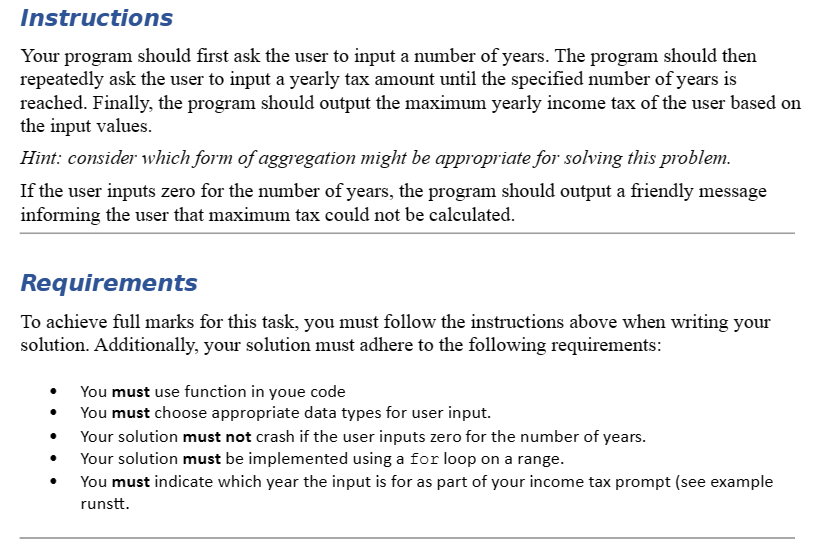 Instructions
Your program should first ask the user to input a number of years. The program should then
repeatedly ask the user to input a yearly tax amount until the specified number of years is
reached. Finally, the program should output the maximum yearly income tax of the user based on
the input values.
Hint: consider which form of aggregation might be appropriate for solving this problem.
If the user inputs zero for the number of years, the program should output a friendly message
informing the user that maximum tax could not be calculated.
Requirements
To achieve full marks for this task, you must follow the instructions above when writing your
solution. Additionally, your solution must adhere to the following requirements:
• You must use function in youe code
• You must choose appropriate data types for user input.
• Your solution must not crash if the user inputs zero for the number of years.
• Your solution must be implemented using a for loop on a range.
• You must indicate which year the input is for as part of your income tax prompt (see example
runstt.